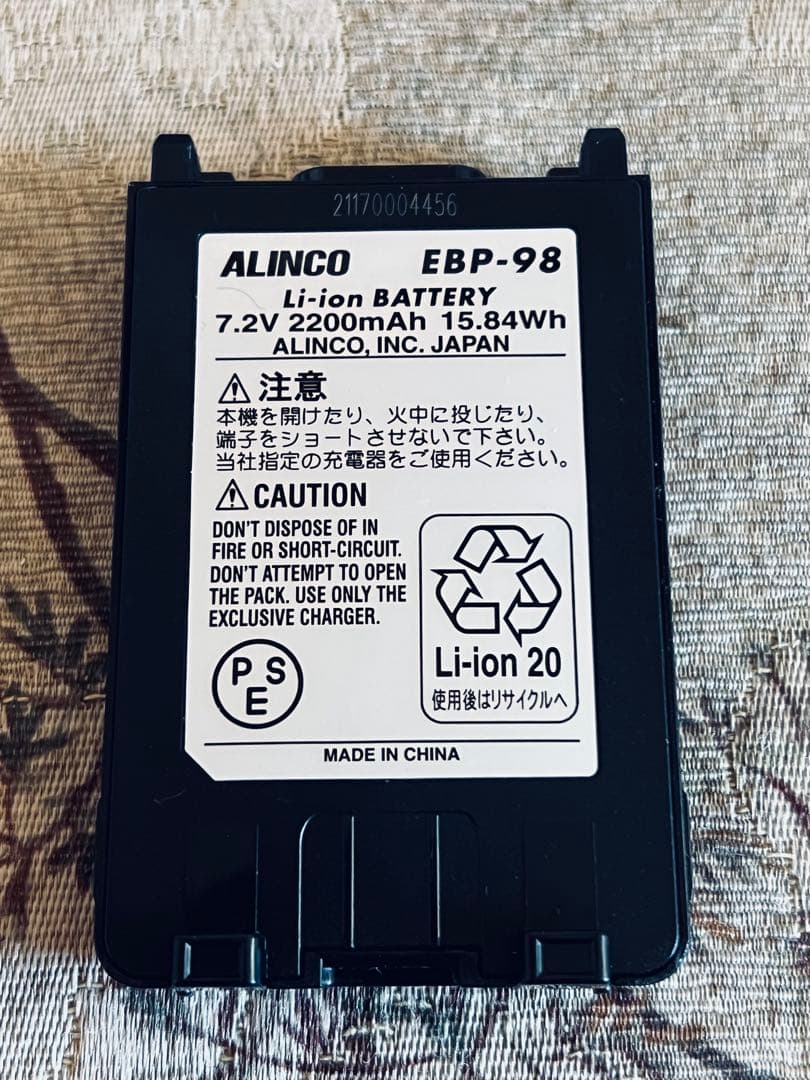 21170004456
ALINCO EBP-98
Li-ion BATTERY
7.2V 2200mAh 15.84Wh
ALINCO, INC. JAPAN
⚠注意
本機を開けたり、火中に投じたり、
端子をショートさせないで下さい。
当社指定の充電器をご使用ください。
⚠CAUTION
DON'T DISPOSE OF IN
FIRE OR SHORT-CIRCUIT.
DON'T ATTEMPT TO OPEN
THE PACK. USE ONLY THE
EXCLUSIVE CHARGER.
PSE
Li-ion 20
使用後はリサイクルへ
MADE IN CHINA